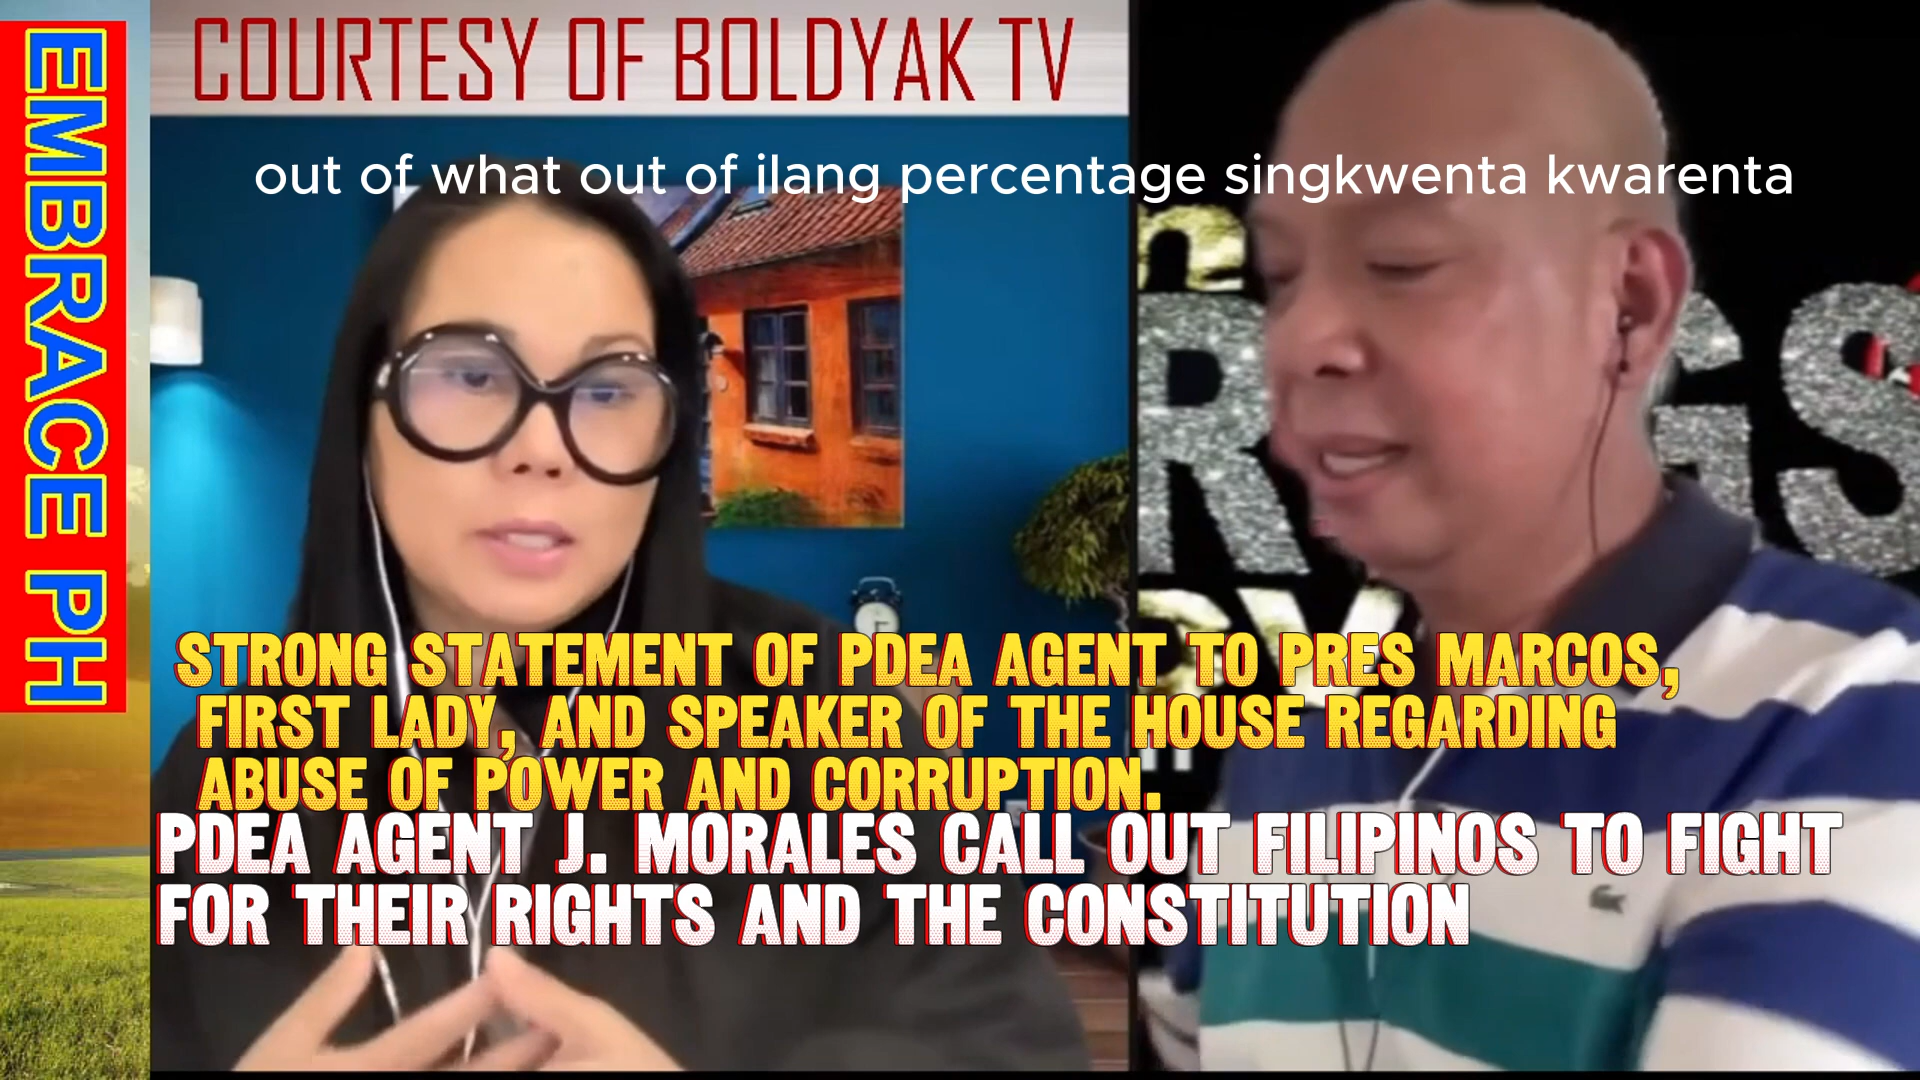 EMBRACE PH
COURTESY OF BOLDYAK TV
out of what out of ilang percentage singkwenta kwarenta
STRONG STATEMENT OF PDEA AGENT TO PRES MARCOS,
FIRST LADY, AND SPEAKER OF THE HOUSE REGARDING
ABUSE OF POWER AND CORRUPTION.
PDEA AGENT J. MORALES CALL OUT FILIPINOS TO FIGHT
FOR THEIR RIGHTS AND THE CONSTITUTION